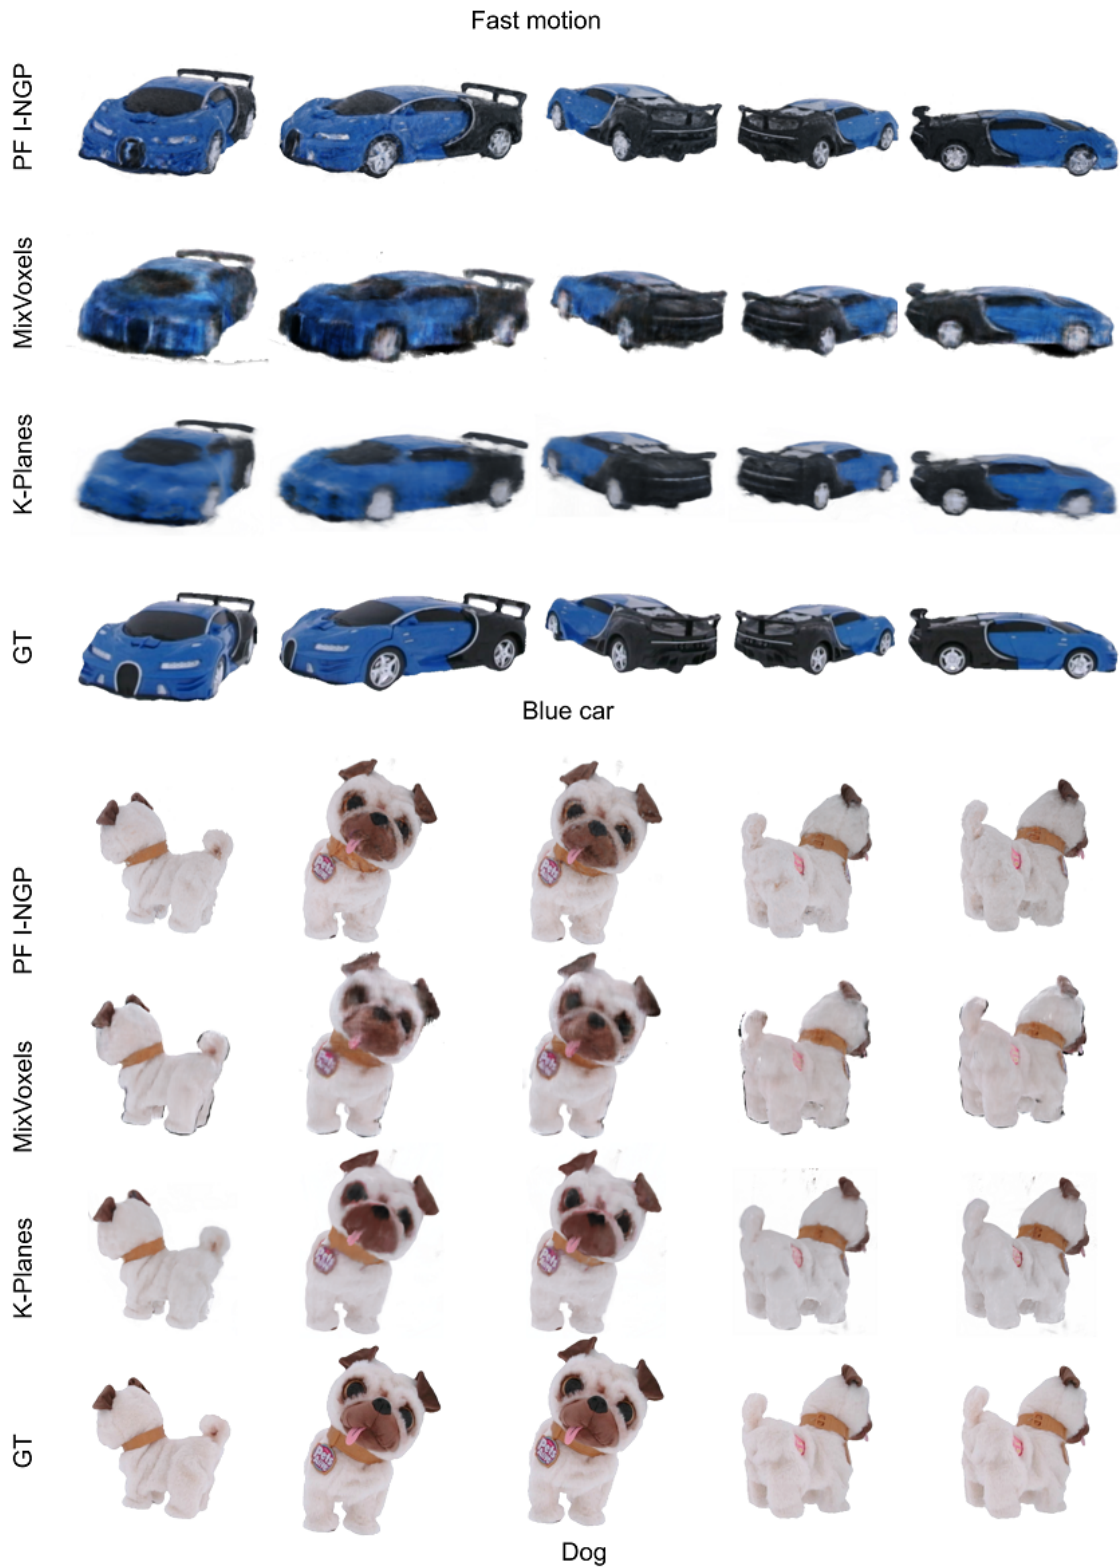 Fast motion
PF I-NGP
MixVoxels
K-Planes
GT
Blue car
PF I-NGP
MixVoxels
K-Planes
GT
Dog